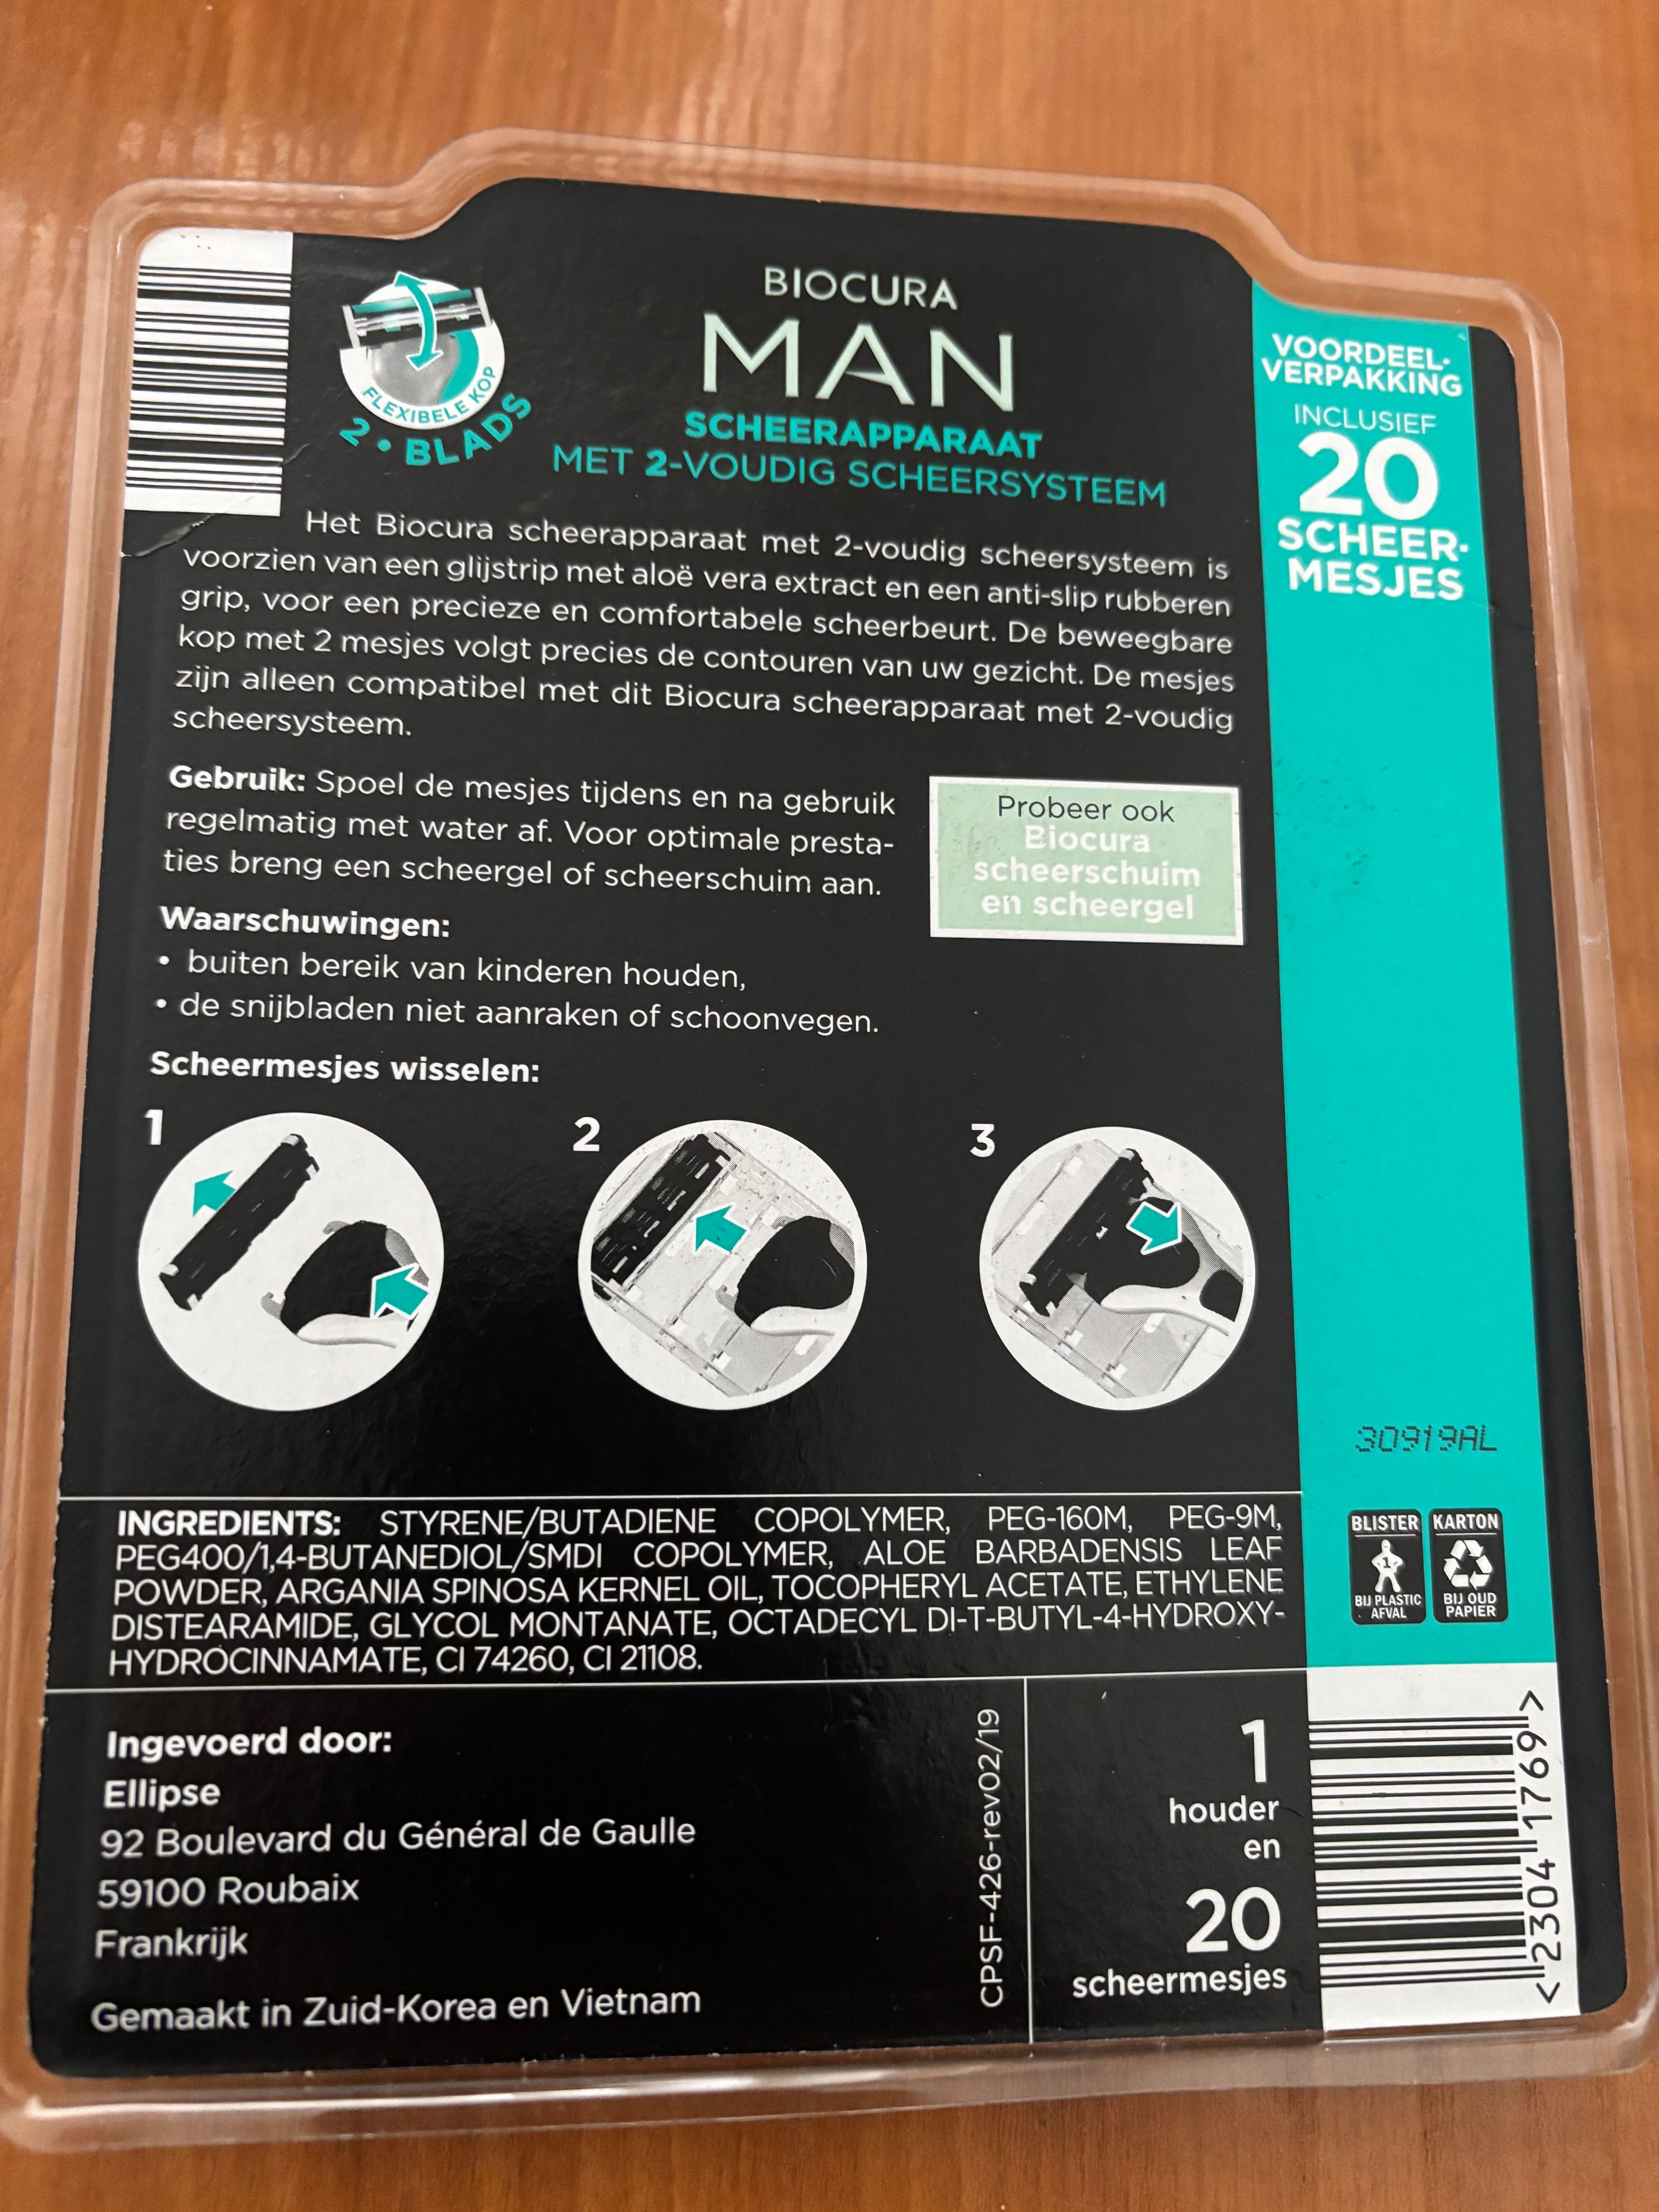 BIOCURA
MAN
SCHEERAPPARAAT
MET 2-VOUDIG SCHEERSYSTEEM
FLEXIBELE KOP
2 • BLADS
VOORDEEL-
VERPAKKING
INCLUSIEF
20
SCHEER-
MESJES
Het Biocura scheerapparaat met 2-voudig scheersysteem is
voorzien van een glijstrip met aloë vera extract en een anti-slip rubberen
grip, voor een precieze en comfortabele scheerbeurt. De beweegbare
kop met 2 mesjes volgt precies de contouren van uw gezicht. De mesjes
zijn alleen compatibel met dit Biocura scheerapparaat met 2-voudig
scheersysteem.
Gebruik: Spoel de mesjes tijdens en na gebruik
regelmatig met water af. Voor optimale presta-
ties breng een scheergel of scheerschuim aan.
Probeer ook
Biocura
scheerschuim
en scheergel
Waarschuwingen:
• buiten bereik van kinderen houden,
• de snijbladen niet aanraken of schoonvegen.
Scheermesjes wisselen:
1
2
3
30919AL
INGREDIENTS: STYRENE/BUTADIENE COPOLYMER, PEG-160M, PEG-9M,
PEG400/1,4-BUTANEDIOL/SMDI COPOLYMER, ALOE BARBADENSIS LEAF
POWDER, ARGANIA SPINOSA KERNEL OIL, TOCOPHERYL ACETATE, ETHYLENE
DISTEARAMIDE, GLYCOL MONTANATE, OCTADECYL DI-T-BUTYL-4-HYDROXY-
HYDROCINNAMATE, CI 74260, CI 21108.
BLISTER
1
BIJ PLASTIC
AFVAL
KARTON
BIJ OUD
PAPIER
Ingevoerd door:
Ellipse
92 Boulevard du Général de Gaulle
59100 Roubaix
Frankrijk
Gemaakt in Zuid-Korea en Vietnam
CPSF-426-rev02/19
1
houder
en
20
scheermesjes
<2304 1769>